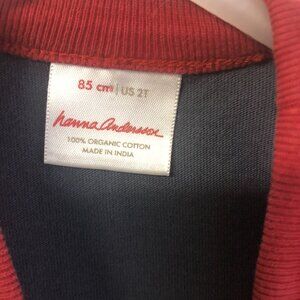 85 cm | US 2T
hanna andersson
100% ORGANIC COTTON
MADE IN INDIA